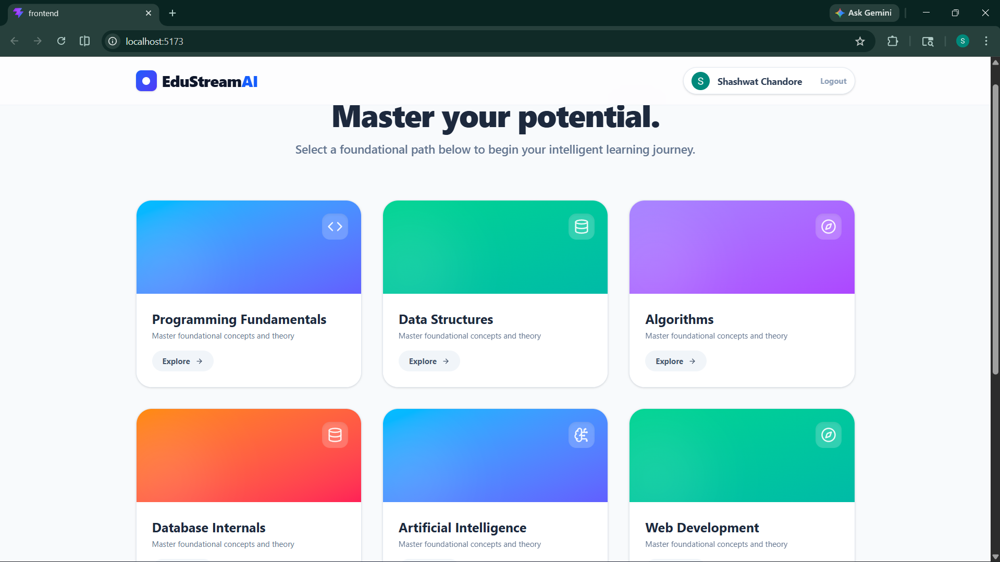 frontend
Ask Gemini
localhost:5173
S
EduStreamAI
S Shashwat Chandore Logout
Master your potential.
Select a foundational path below to begin your intelligent learning journey.
Programming Fundamentals
Master foundational concepts and theory
Explore →
Data Structures
Master foundational concepts and theory
Explore →
Algorithms
Master foundational concepts and theory
Explore →
Database Internals
Master foundational concepts and theory
Artificial Intelligence
Master foundational concepts and theory
Web Development
Master foundational concepts and theory